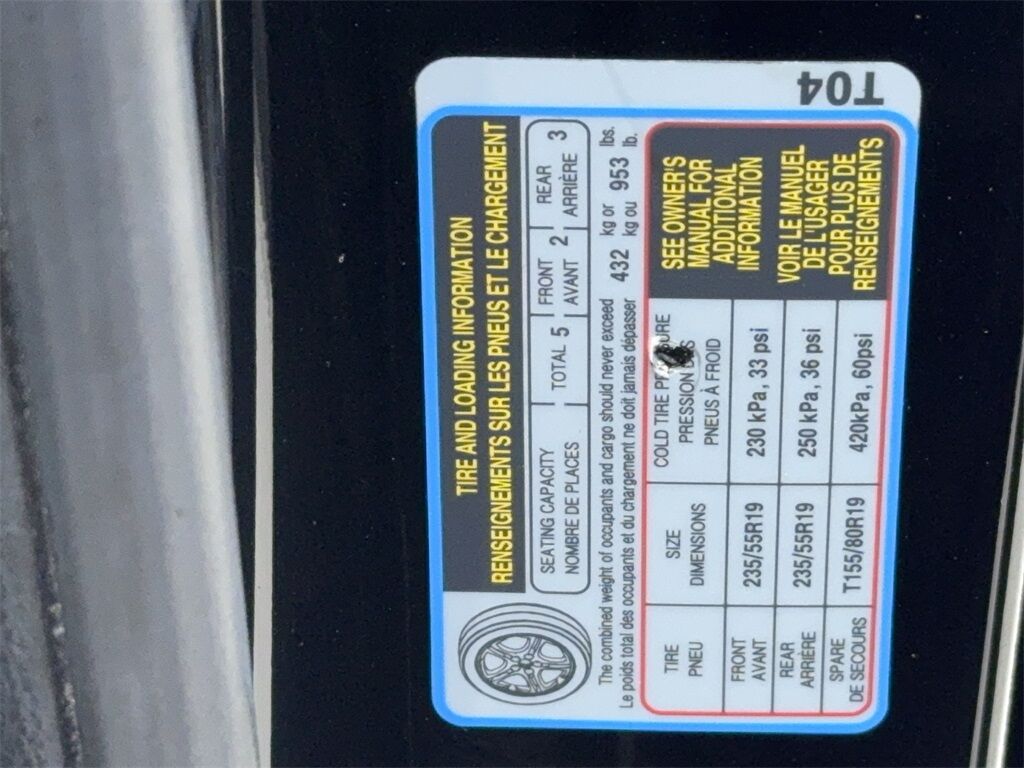 TIRE AND LOADING INFORMATION
RENSEIGNEMENTS SUR LES PNEUS ET LE CHARGEMENT
SEATING CAPACITY
NOMBRE DE PLACES
TOTAL 5
FRONT
AVANT 2
REAR
ARRIÈRE 3
The combined weight of occupants and cargo should never exceed 432 kg or 953 lbs.
Le poids total des occupants et du chargement ne doit jamais dépasser kg ou lb.
TIRE
PNEU
SIZE
DIMENSIONS
COLD TIRE
PRESSION
PNEUS À FROID
SEE OWNER'S
MANUAL FOR
ADDITIONAL
INFORMATION
VOIR LE MANUEL
DE L'USAGER
POUR PLUS DE
RENSEIGNEMENTS
FRONT
AVANT
235/55R19
230 kPa, 33 psi
REAR
ARRIÈRE
235/55R19
250 kPa, 36 psi
SPARE
DE SECOURS
T155/80R19
420kPa, 60psi
T04